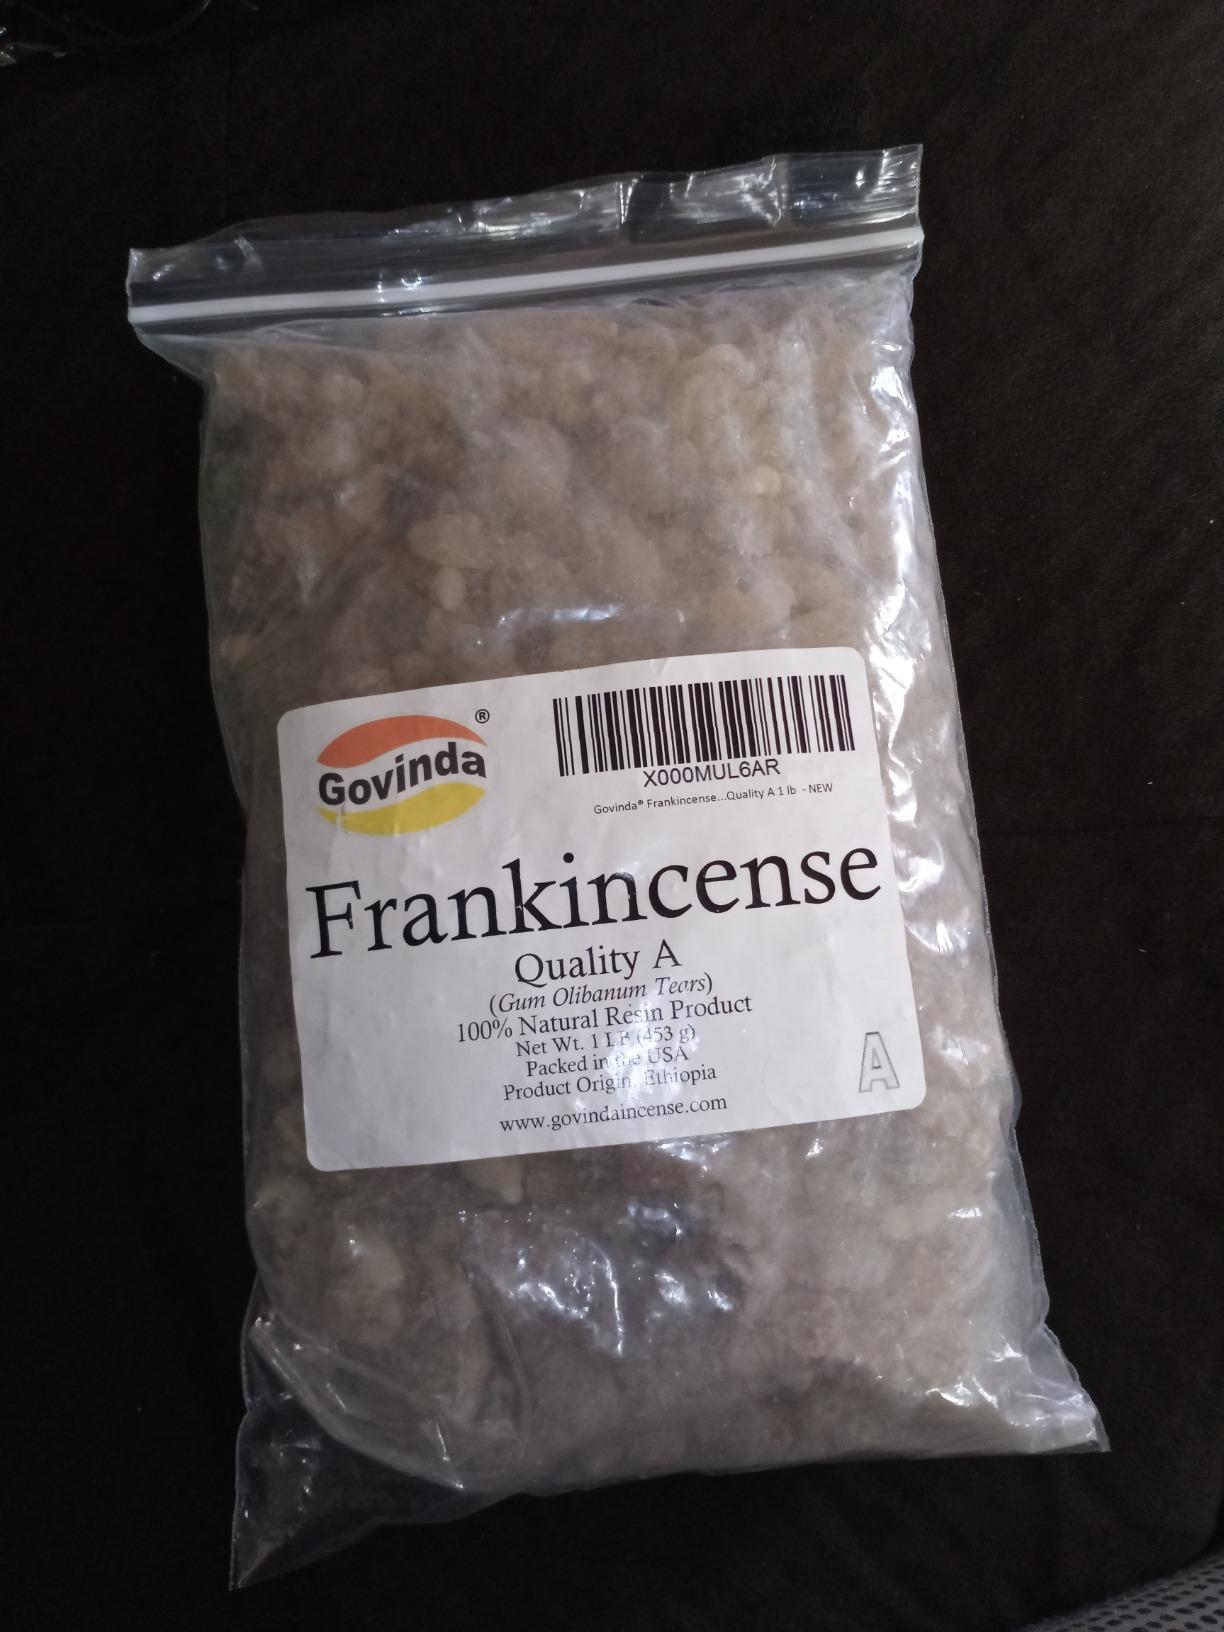 Govinda®
X000MUL6AR
Govinda® Frankincense...Quality A 1 lb - NEW
Frankincense
Quality A
(Gum Olibanum Tears)
100% Natural Resin Product
Net Wt. 1 LB (453 g)
Packed in the USA
Product Origin: Ethiopia
A
www.govindaincense.com